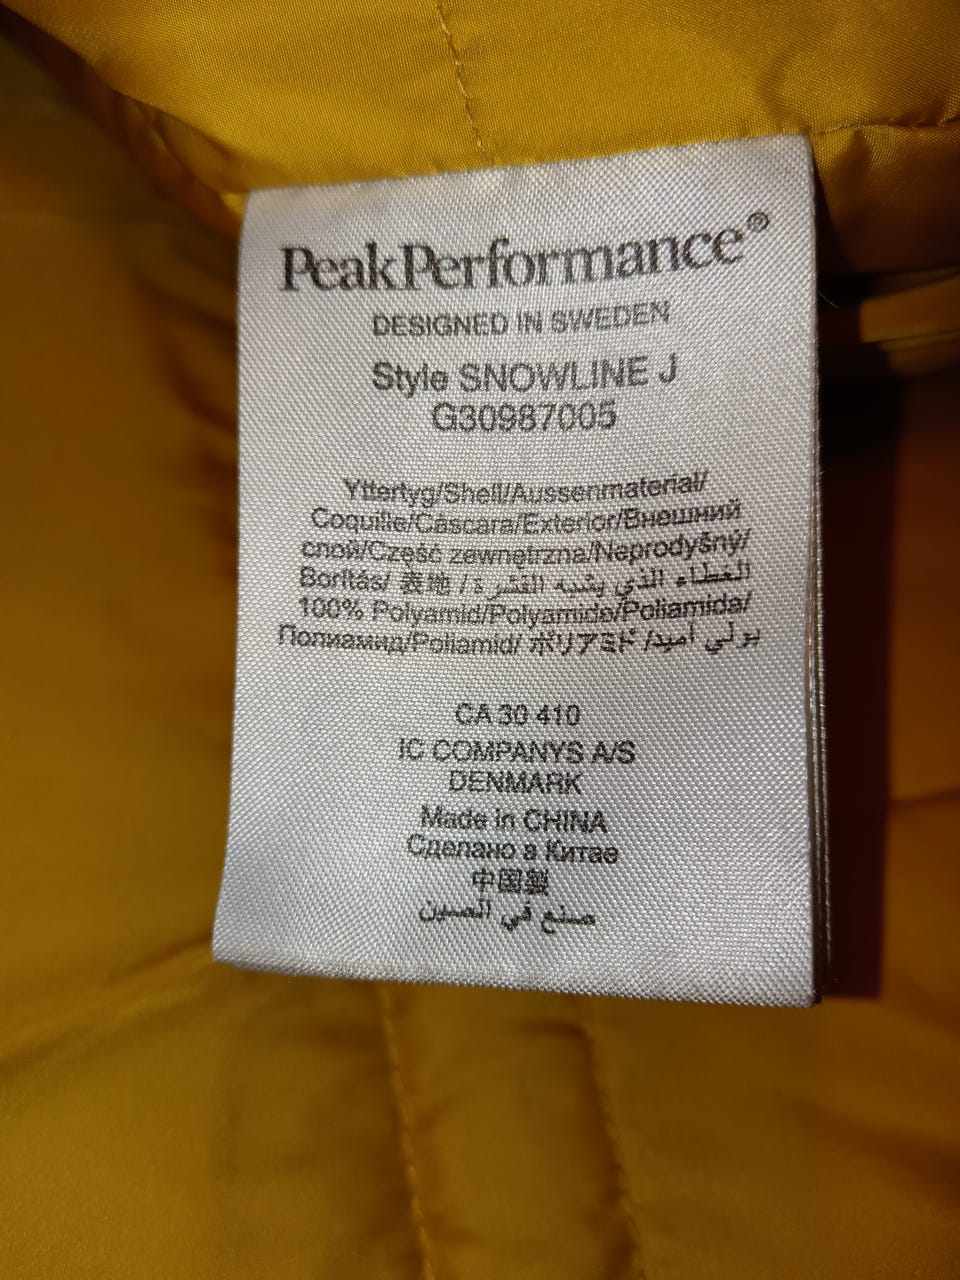 PeakPerformance®
DESIGNED IN SWEDEN
Style SNOWLINE J
G30987005
Yttertyg/Shell/Aussenmaterial/
Coquille/Cáscara/Exterior/Внешний
слой/Część zewnętrzna/Neprodyšný/
Borítás/ 表地 / الغطاء الذي يشبه القشرة
100% Polyamid/Polyamide/Poliamida/
Полиамид/Poliamid/ ポリアミド /بولي أميد
CA 30 410
IC COMPANYS A/S
DENMARK
Made in CHINA
Сделано в Китае
中国製
صنع في الصين